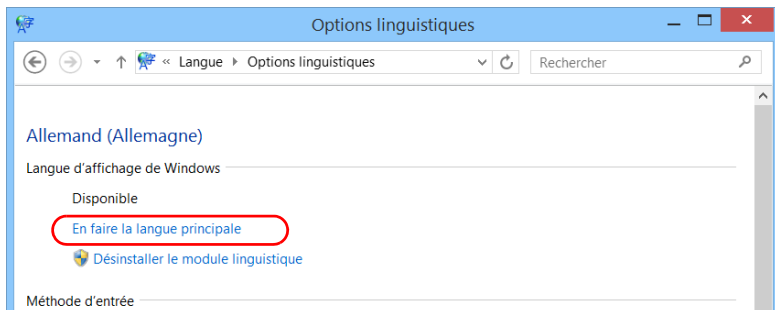 Options linguistiques
« Langue Options linguistiques Rechercher
Allemand (Allemagne)
Langue d'affichage de Windows
Disponible
En faire la langue principale
Désinstaller le module linguistique
Méthode d'entrée